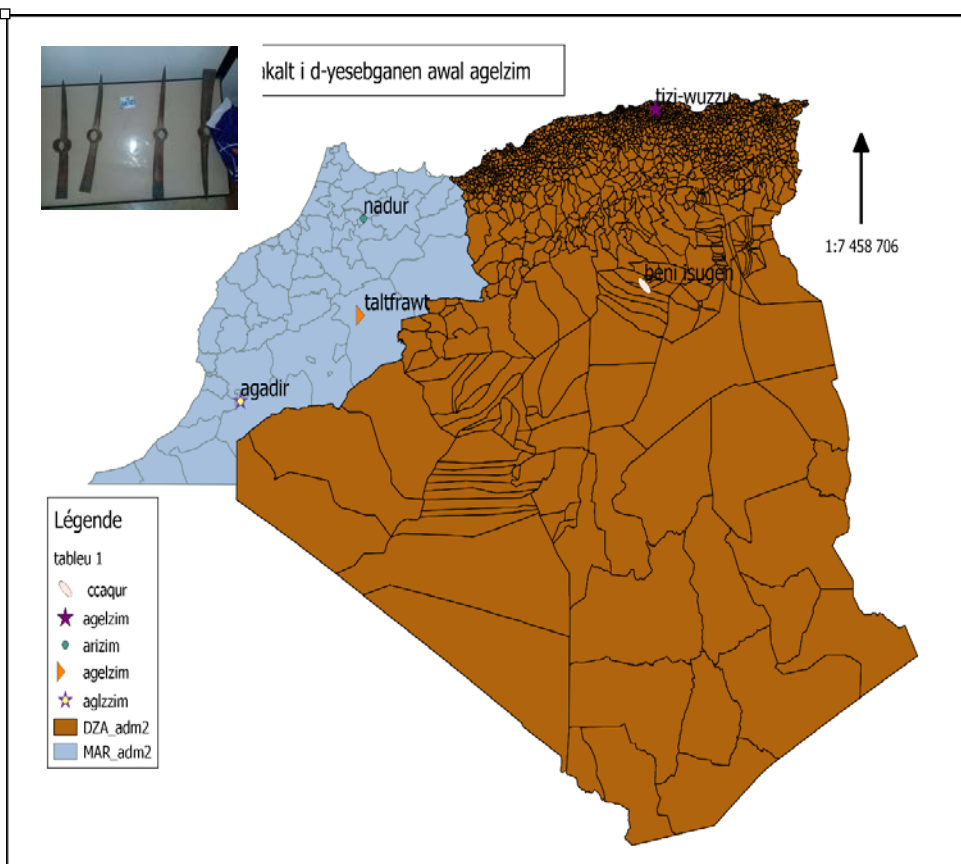 i d-yesebganen awal agelzim
tizi-wuzzu
nadur
1:7 458 706
beni isugen
taltfrawt
agadir
Légende
tableu 1
ccaqur
agelzim
arizim
agelzim
aglzzim
DZA_adm2
MAR_adm2